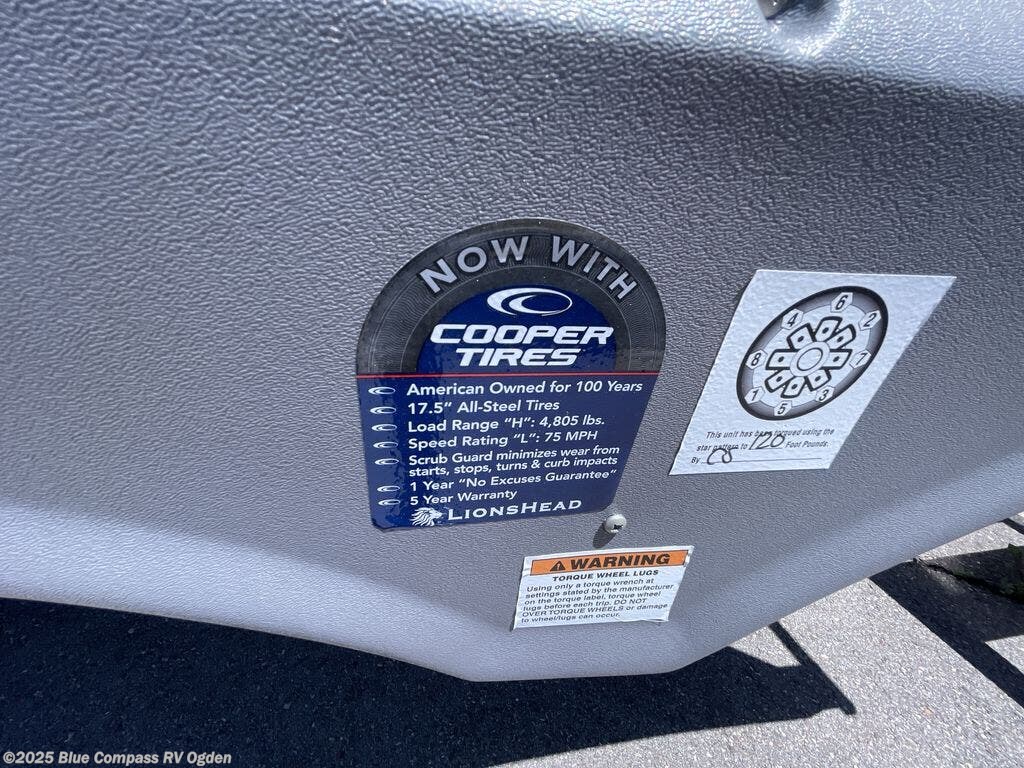 NOW WITH
COOPER
TIRES
American Owned for 100 Years
17.5" All-Steel Tires
Load Range "H": 4,805 lbs.
Speed Rating "L": 75 MPH
Scrub Guard minimizes wear from
starts, stops, turns & curb impacts
1 Year "No Excuses Guarantee"
5 Year Warranty
LIONSHEAD
6
4
2
8
7
1
3
5
This unit has been torqued using the
star pattern to 120 Foot Pounds.
By
WARNING
TORQUE WHEEL LUGS
Using only a torque wrench at
settings stated by the manufacturer
on the torque label, torque wheel
lugs before each trip. DO NOT
OVER TORQUE WHEELS or damage
to wheel/lugs can occur.
©2025 Blue Compass RV Ogden